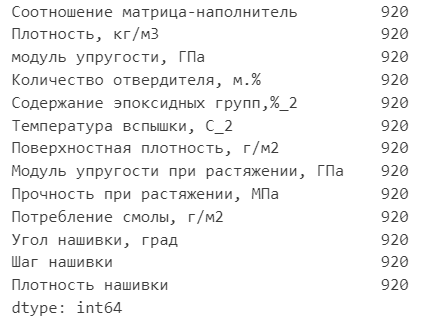 Соотношение матрица-наполнитель 920
Плотность, кг/м3 920
модуль упругости, ГПа 920
Количество отвердителя, м.% 920
Содержание эпоксидных групп,%_2 920
Температура вспышки, С_2 920
Поверхностная плотность, г/м2 920
Модуль упругости при растяжении, ГПа 920
Прочность при растяжении, МПа 920
Потребление смолы, г/м2 920
Угол нашивки, град 920
Шаг нашивки 920
Плотность нашивки 920
dtype: int64